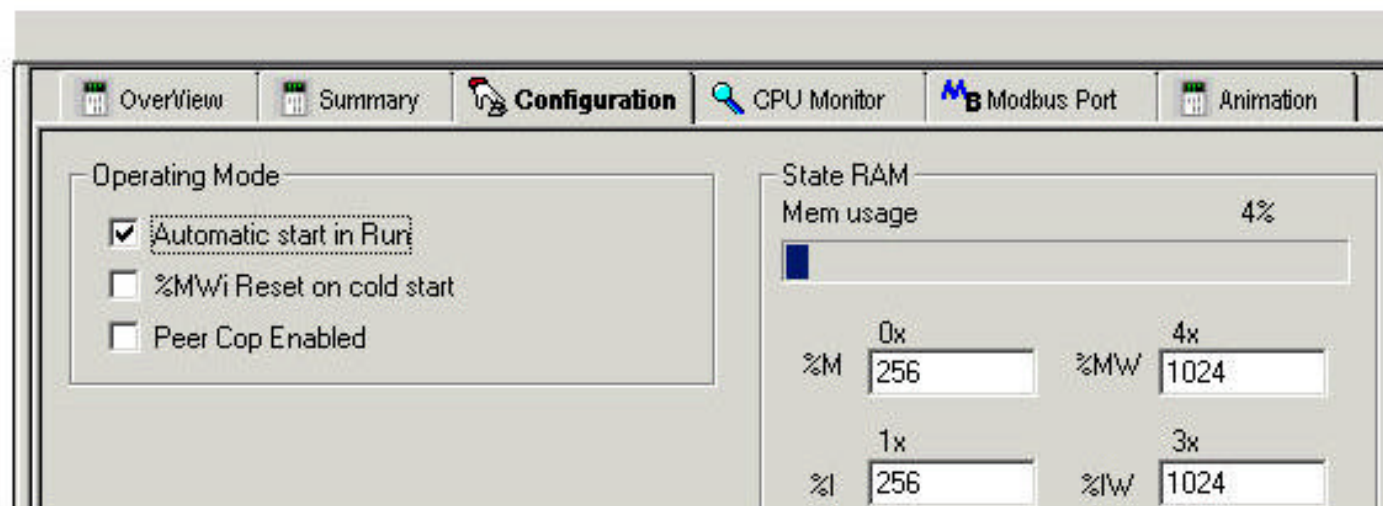 OverView Summary Configuration CPU Monitor MB Modbus Port Animation
Operating Mode
Automatic start in Run
%MWi Reset on cold start
Peer Cop Enabled
State RAM
Mem usage 4%
0x 4x
%M 256 %MW 1024
1x 3x
%I 256 %IW 1024